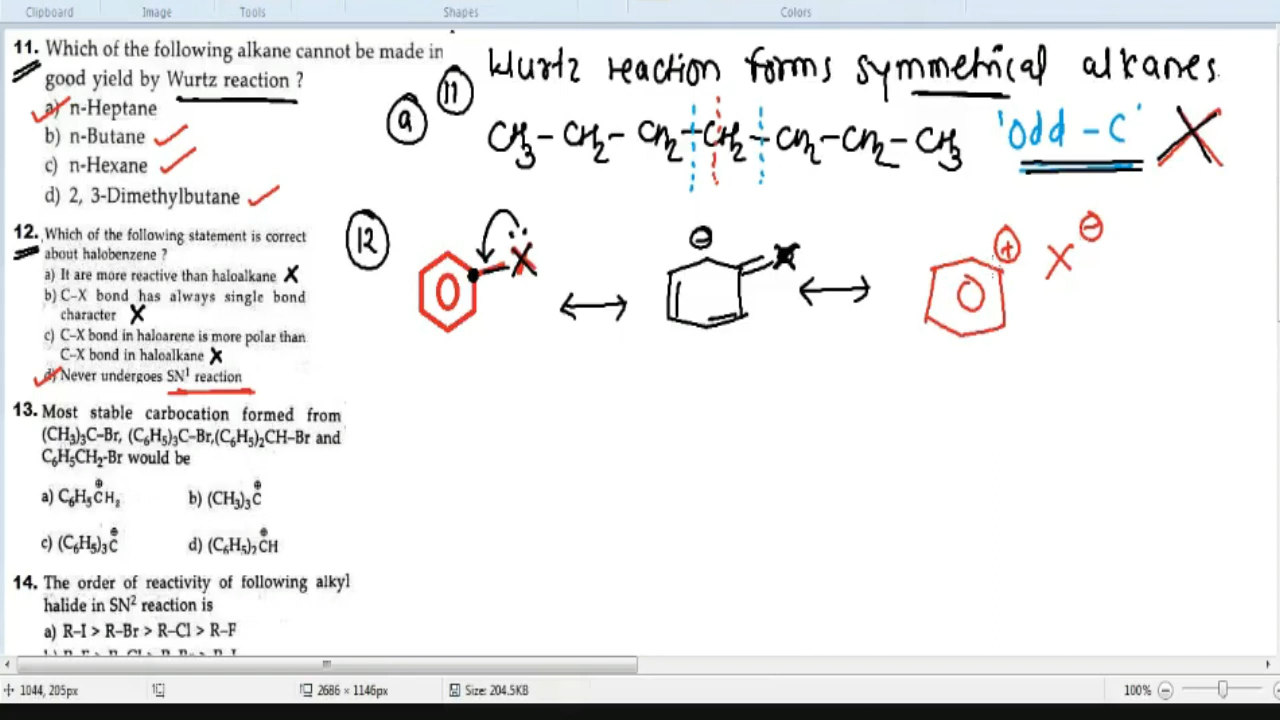 Clipboard
Image
Tools
Shapes
Colors
11. Which of the following alkane cannot be made in
good yield by Wurtz reaction ?
a) n-Heptane
b) n-Butane
c) n-Hexane
d) 2, 3-Dimethylbutane
12. Which of the following statement is correct
about halobenzene ?
a) It are more reactive than haloalkane X
b) C–X bond has always single bond
character X
c) C–X bond in haloarene is more polar than
C–X bond in haloalkane X
d) Never undergoes SN¹ reaction
13. Most stable carbocation formed from
(CH₃)₃C–Br, (C₆H₅)₃C–Br,(C₆H₅)₂CH–Br and
C₆H₅CH₂-Br would be
a) C₆H₅C⊕H₂ b) (CH₃)₃C⊕
c) (C₆H₅)₃C⊕ d) (C₆H₅)₂C⊕H
14. The order of reactivity of following alkyl
halide in SN² reaction is
a) R–I > R–Br > R–Cl > R–F
11 Wurtz reaction forms symmetrical alkanes
a CH₃ – CH₂ – CH₂ – CH₂ – CH₂ – CH₂ – CH₃ 'odd – C' X
12 X ⊖ X ⊕ X ⊖
1044, 205px
2686 × 1146px
Size: 204.5KB
100%